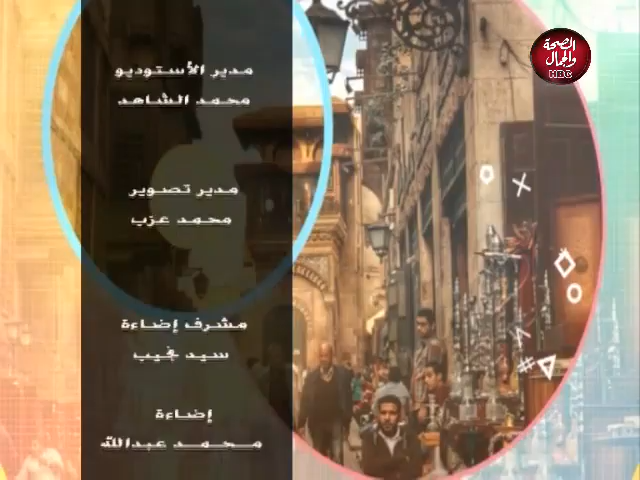 الصحة
والجمال
HBC
مدير الأستوديو
محمد الشاهد
مدير تصوير
محمد عزب
مشرف إضاءة
سيد نجيب
إضاءة
محمد عبدالله